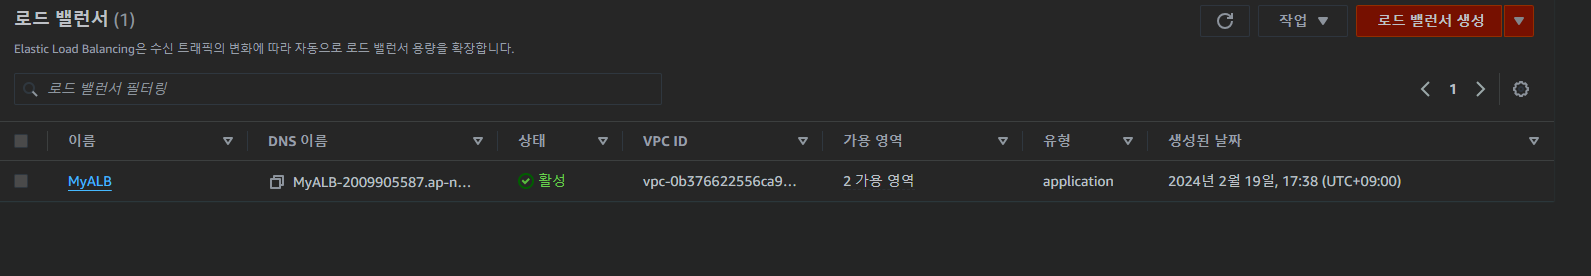 로드 밸런서 (1)
작업
로드 밸런서 생성
Elastic Load Balancing은 수신 트래픽의 변화에 따라 자동으로 로드 밸런서 용량을 확장합니다.
로드 밸런서 필터링
1
이름 DNS 이름 상태 VPC ID 가용 영역 유형 생성된 날짜
MyALB MyALB-2009905587.ap-n... 활성 vpc-0b376622556ca9... 2 가용 영역 application 2024년 2월 19일, 17:38 (UTC+09:00)